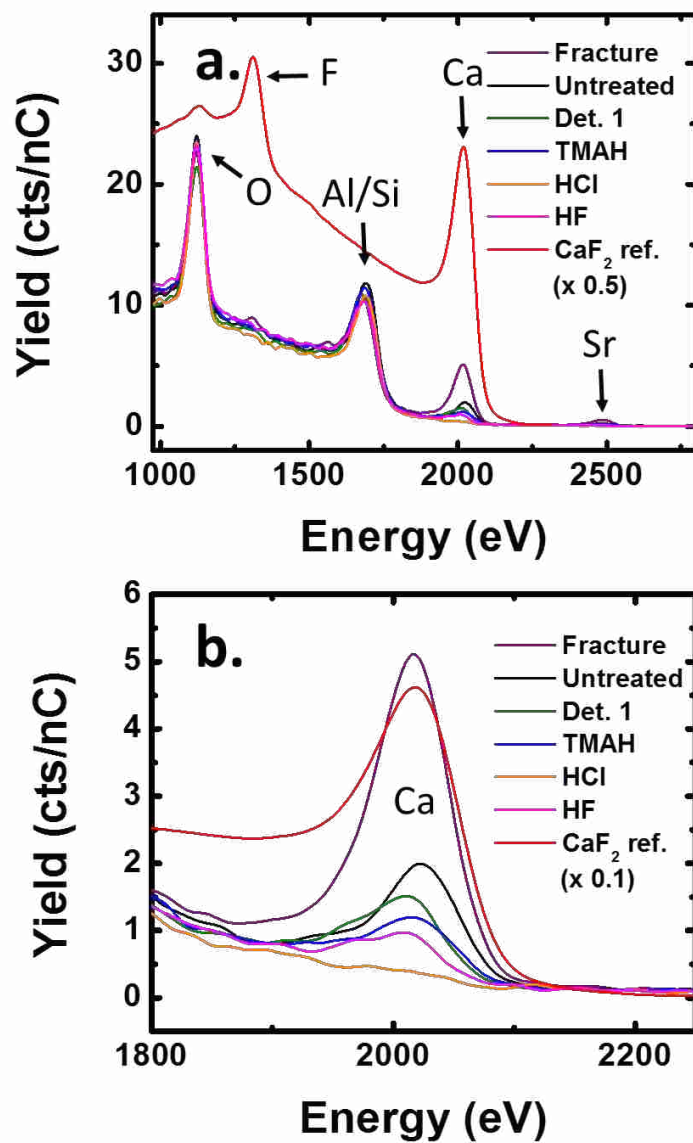 a.
F
Ca
O
Al/Si
Sr
Fracture
Untreated
Det. 1
TMAH
HCl
HF
CaF₂ ref.
(x 0.5)
Yield (cts/nC)
30
20
10
0
1000
1500
2000
2500
Energy (eV)
b.
Ca
Fracture
Untreated
Det. 1
TMAH
HCl
HF
CaF₂ ref.
(x 0.1)
Yield (cts/nC)
6
5
4
3
2
1
0
1800
2000
2200
Energy (eV)